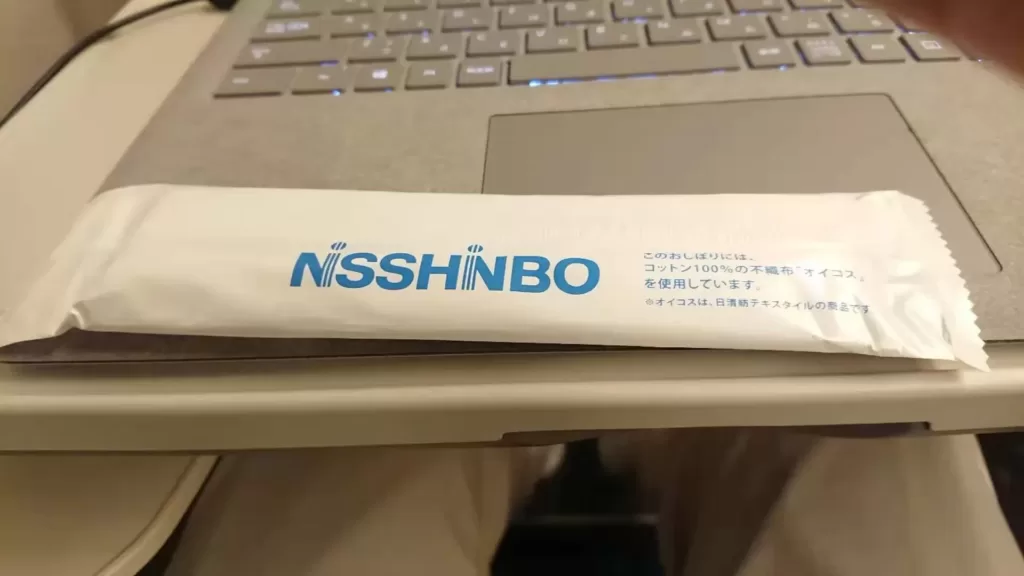 NISSHINBO
このおしぼりには、
コットン100%の不織布「オイコス」
を使用しています。
※オイコスは、日清紡テキスタイルの商品です